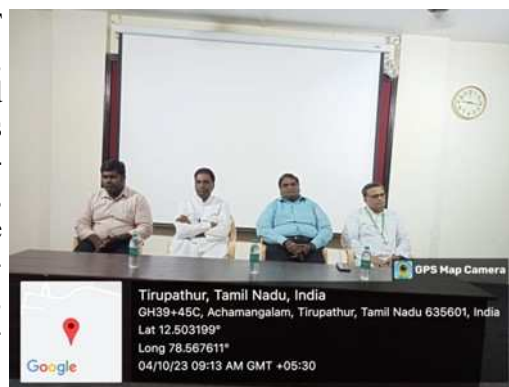 GPS Map Camera
Tirupathur, Tamil Nadu, India
GH39+45C, Achamangalam, Tirupathur, Tamil Nadu 635601, India
Lat 12.503199°
Long 78.567611°
04/10/23 09:13 AM GMT +05:30
Google